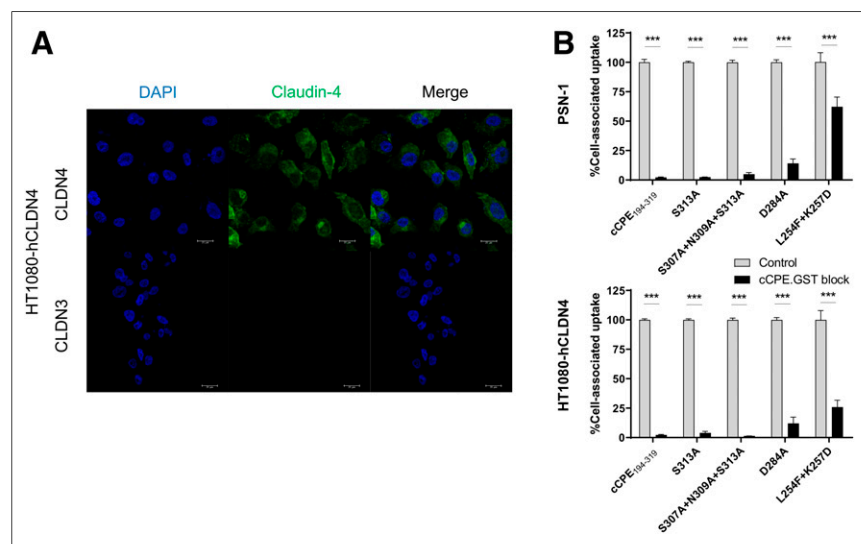 A
DAPI
Claudin-4
Merge
HT1080-hCLDN4
CLDN4
CLDN3
B
PSN-1
%Cell-associated uptake
125
100
75
50
25
0
*** *** *** *** ***
cCPE194-319
S313A
S307A+N309A+S313A
D284A
L254F+K257D
Control
cCPE.GST block
HT1080-hCLDN4
%Cell-associated uptake
125
100
75
50
25
0
*** *** *** *** ***
cCPE194-319
S313A
S307A+N309A+S313A
D284A
L254F+K257D